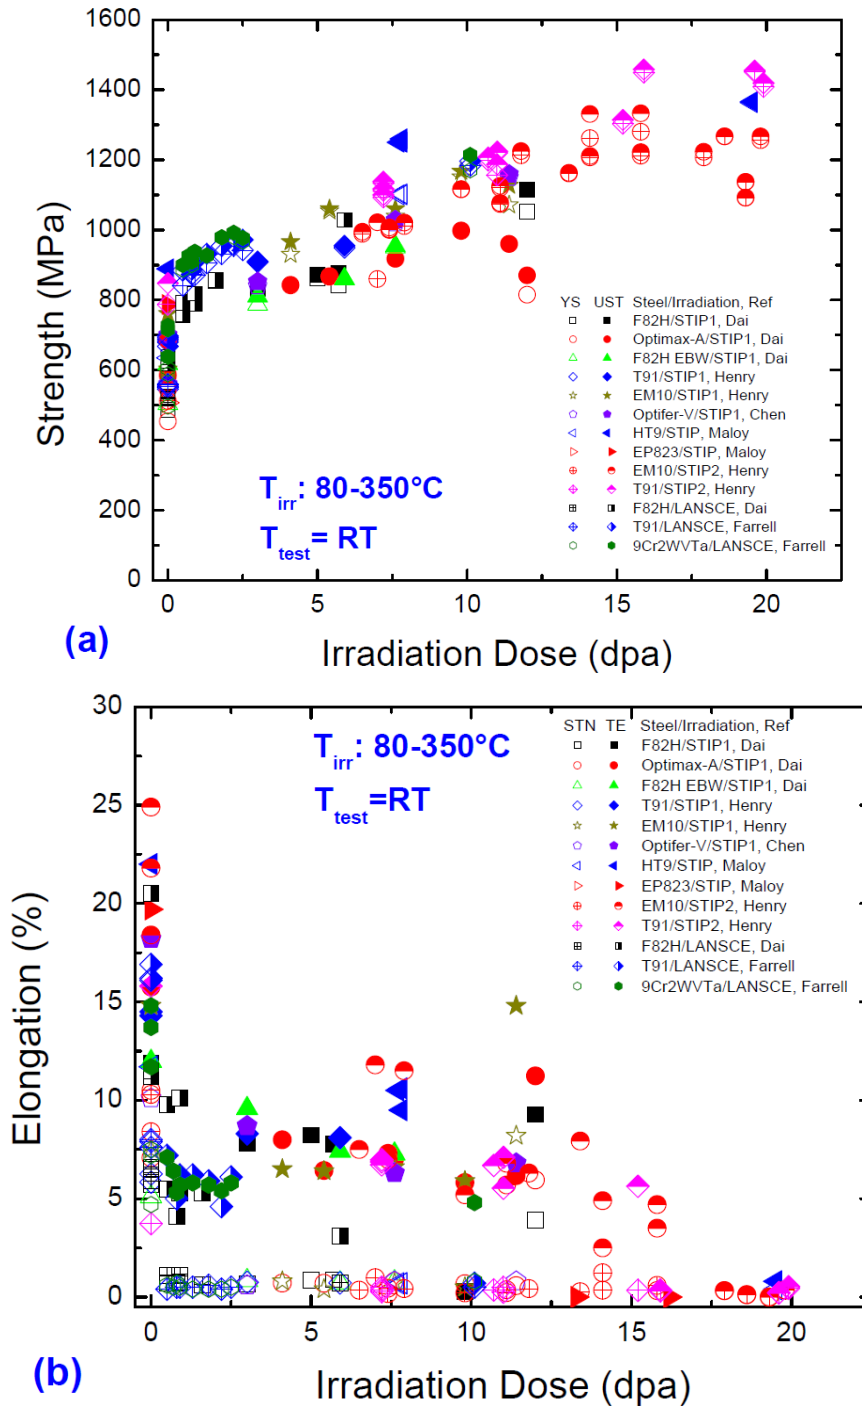 1600
1400
1200
1000
800
600
400
200
0
Strength (MPa)
YS UST Steel/Irradiation, Ref
F82H/STIP1, Dai
Optimax-A/STIP1, Dai
F82H EBW/STIP1, Dai
T91/STIP1, Henry
EM10/STIP1, Henry
Optifer-V/STIP1, Chen
HT9/STIP, Maloy
EP823/STIP, Maloy
EM10/STIP2, Henry
T91/STIP2, Henry
F82H/LANSCE, Dai
T91/LANSCE, Farrell
9Cr2WVTa/LANSCE, Farrell
Tirr: 80-350°C
Ttest= RT
0 5 10 15 20
Irradiation Dose (dpa)
(a)
30
25
20
15
10
5
0
Elongation (%)
Tirr: 80-350°C
Ttest=RT
STN TE Steel/Irradiation, Ref
F82H/STIP1, Dai
Optimax-A/STIP1, Dai
F82H EBW/STIP1, Dai
T91/STIP1, Henry
EM10/STIP1, Henry
Optifer-V/STIP1, Chen
HT9/STIP, Maloy
EP823/STIP, Maloy
EM10/STIP2, Henry
T91/STIP2, Henry
F82H/LANSCE, Dai
T91/LANSCE, Farrell
9Cr2WVTa/LANSCE, Farrell
0 5 10 15 20
Irradiation Dose (dpa)
(b)